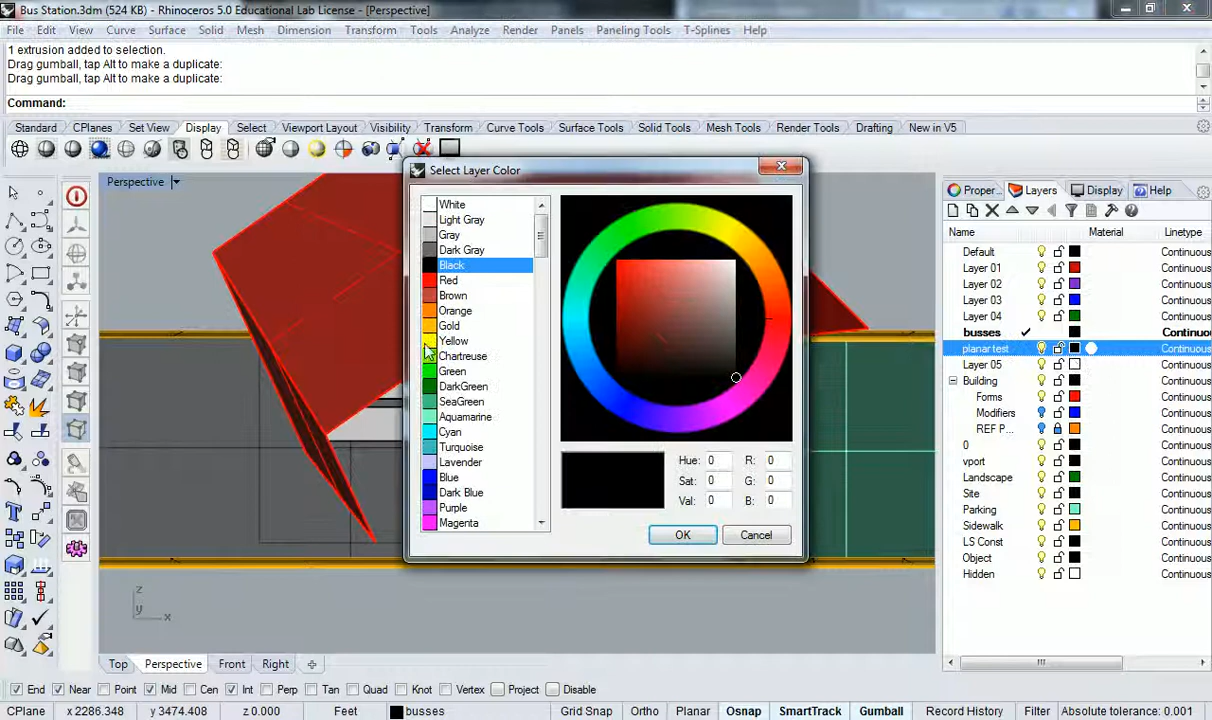 Bus Station.3dm (524 KB) - Rhinoceros 5.0 Educational Lab License - [Perspective]
File Edit View Curve Surface Solid Mesh Dimension Transform Tools Analyze Render Panels Paneling Tools T-Splines Help
1 extrusion added to selection.
Drag gumball, tap Alt to make a duplicate:
Drag gumball, tap Alt to make a duplicate:
Command:
Standard CPlanes Set View Display Select Viewport Layout Visibility Transform Curve Tools Surface Tools Solid Tools Mesh Tools Render Tools Drafting New in V5
Perspective
Select Layer Color
White
Light Gray
Gray
Dark Gray
Black
Red
Brown
Orange
Gold
Yellow
Chartreuse
Green
DarkGreen
SeaGreen
Aquamarine
Cyan
Turquoise
Lavender
Blue
Dark Blue
Purple
Magenta
Hue: 0 R: 0
Sat: 0 G: 0
Val: 0 B: 0
OK Cancel
Proper... Layers Display Help
Name Material Linetype
Default Continuous
Layer 01 Continuous
Layer 02 Continuous
Layer 03 Continuous
Layer 04 Continuous
busses Continuo
planar test Continuous
Layer 05 Continuous
Building Continuous
Forms Continuous
Modifiers Continuous
REF P... Continuous
0 Continuous
vport Continuous
Landscape Continuous
Site Continuous
Parking Continuous
Sidewalk Continuous
LS Const Continuous
Object Continuous
Hidden Continuous
z
y x
Top Perspective Front Right
End Near Point Mid Cen Int Perp Tan Quad Knot Vertex Project Disable
CPlane x 2286.348 y 3474.408 z 0.000 Feet busses Grid Snap Ortho Planar Osnap SmartTrack Gumball Record History Filter Absolute tolerance: 0.001